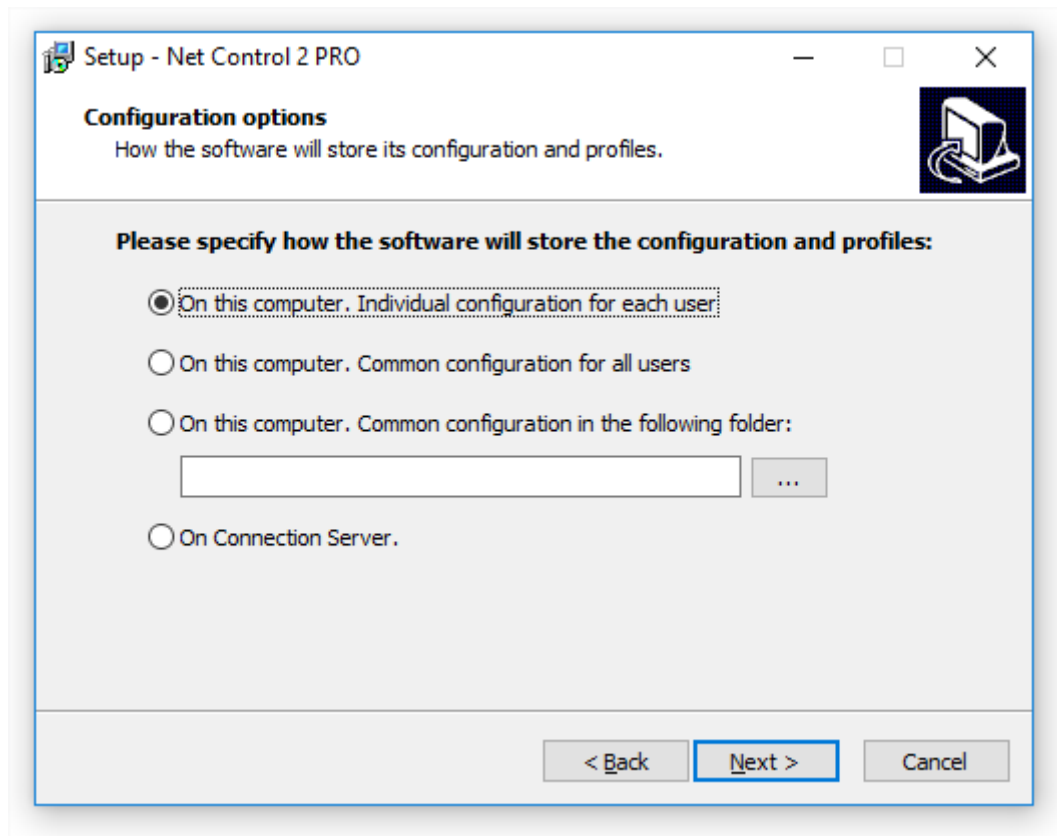 Setup - Net Control 2 PRO
Configuration options
How the software will store its configuration and profiles.
Please specify how the software will store the configuration and profiles:
On this computer. Individual configuration for each user
On this computer. Common configuration for all users
On this computer. Common configuration in the following folder:
...
On Connection Server.
< Back Next > Cancel